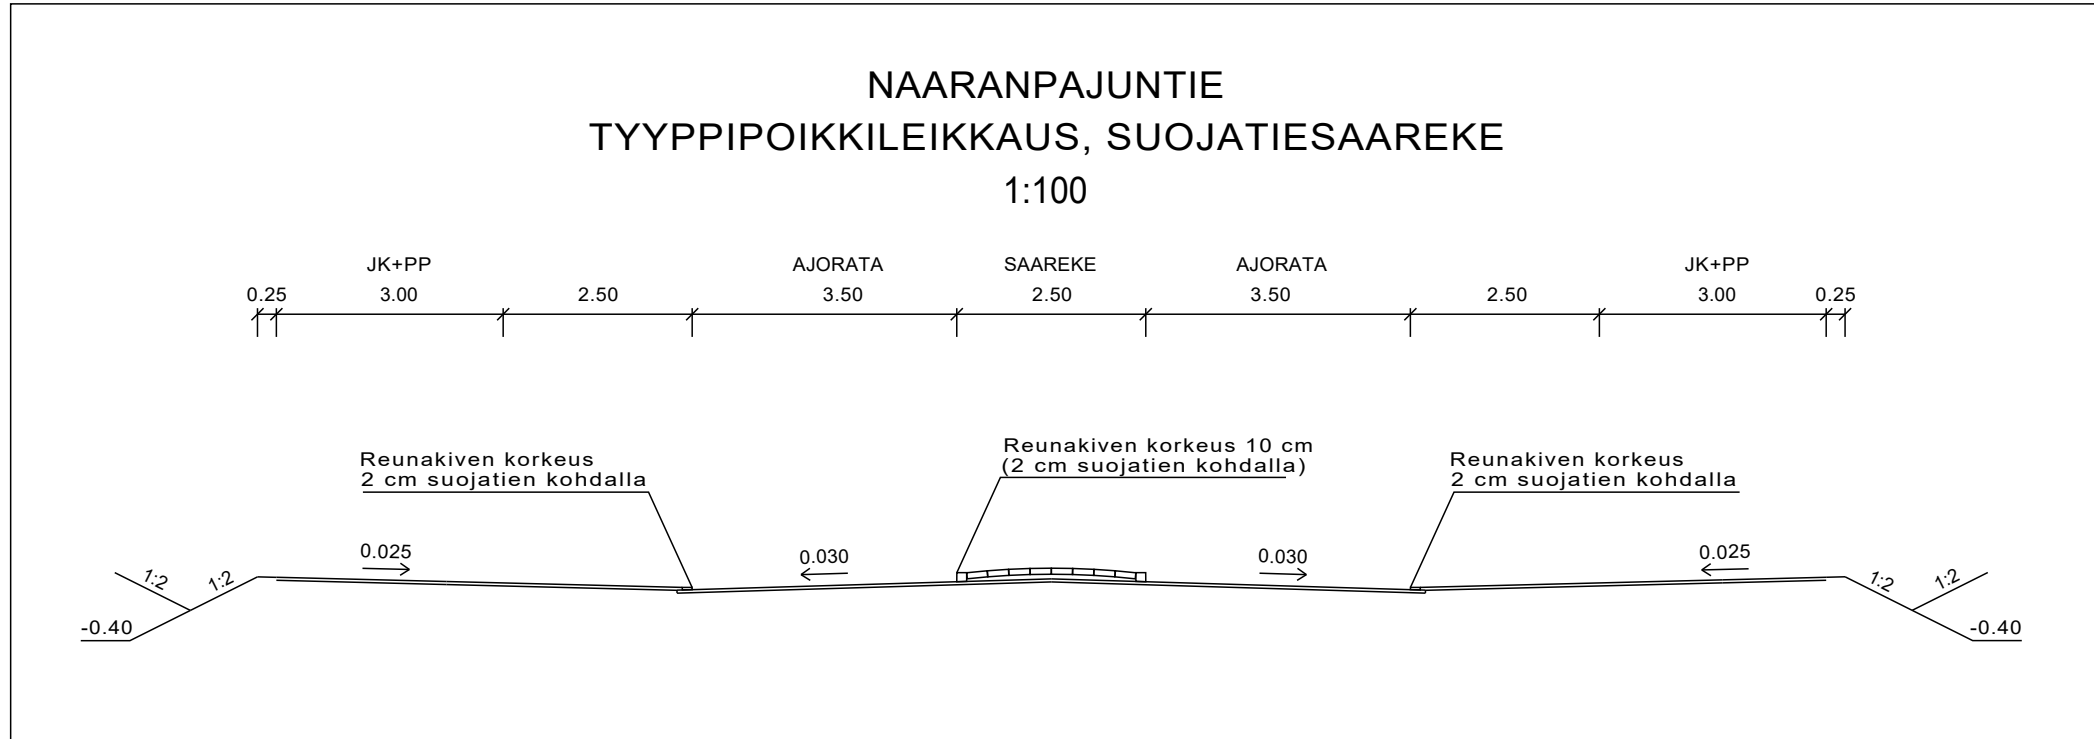 NAARANPAJUNTIE
TYYPPIPOIKKILEIKKAUS, SUOJATIESAAREKE
1:100
JK+PP AJORATA SAAREKE AJORATA JK+PP
0.25 3.00 2.50 3.50 2.50 3.50 2.50 3.00 0.25
Reunakiven korkeus
2 cm suojatien kohdalla
Reunakiven korkeus 10 cm
(2 cm suojatien kohdalla)
Reunakiven korkeus
2 cm suojatien kohdalla
0.025 0.030 0.030 0.025
1:2 1:2 1:2 1:2
-0.40 -0.40